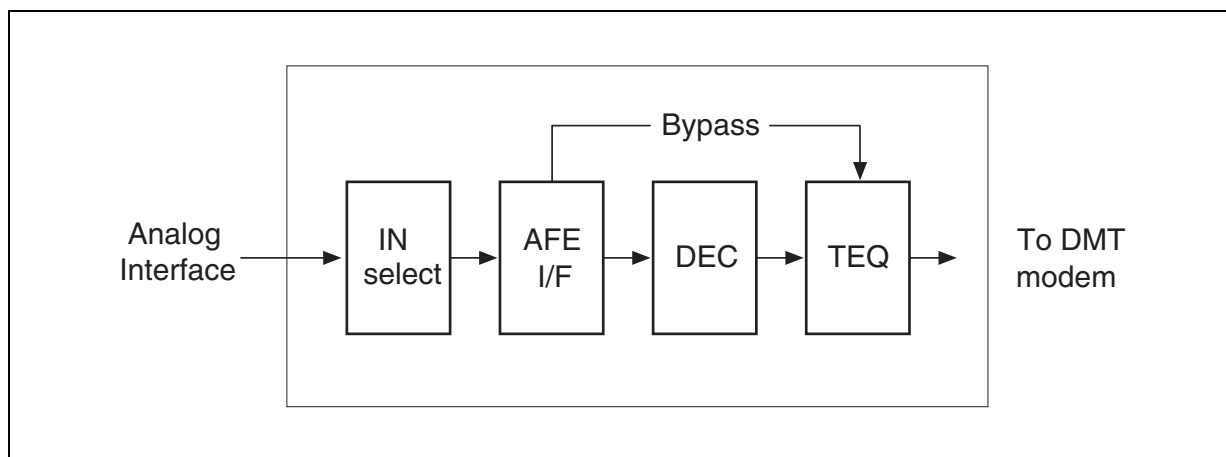 Bypass
Analog
Interface
IN
select
AFE
I/F
DEC
TEQ
To DMT
modem